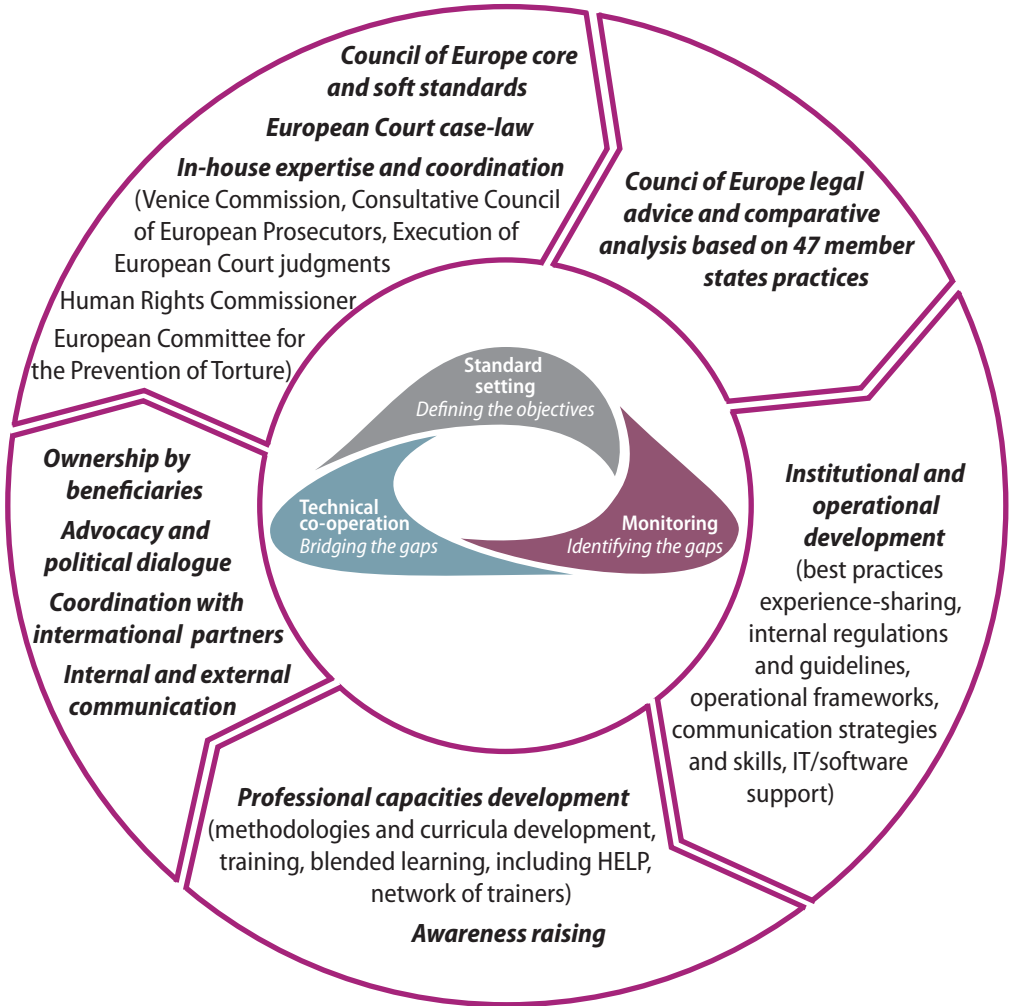 Council of Europe core
and soft standards
European Court case-law
In-house expertise and coordination
(Venice Commission, Consultative Council
of European Prosecutors, Execution of
European Court judgments
Human Rights Commissioner
European Committee for
the Prevention of Torture)
Counci of Europe legal
advice and comparative
analysis based on 47 member
states practices
Institutional and
operational
development
(best practices
experience-sharing,
internal regulations
and guidelines,
operational frameworks,
communication strategies
and skills, IT/software
support)
Professional capacities development
(methodologies and curricula development,
training, blended learning, including HELP,
network of trainers)
Awareness raising
Ownership by
beneficiaries
Advocacy and
political dialogue
Coordination with
intermational partners
Internal and external
communication
Standard
setting
Defining the objectives
Technical
co-operation
Bridging the gaps
Monitoring
Identifying the gaps